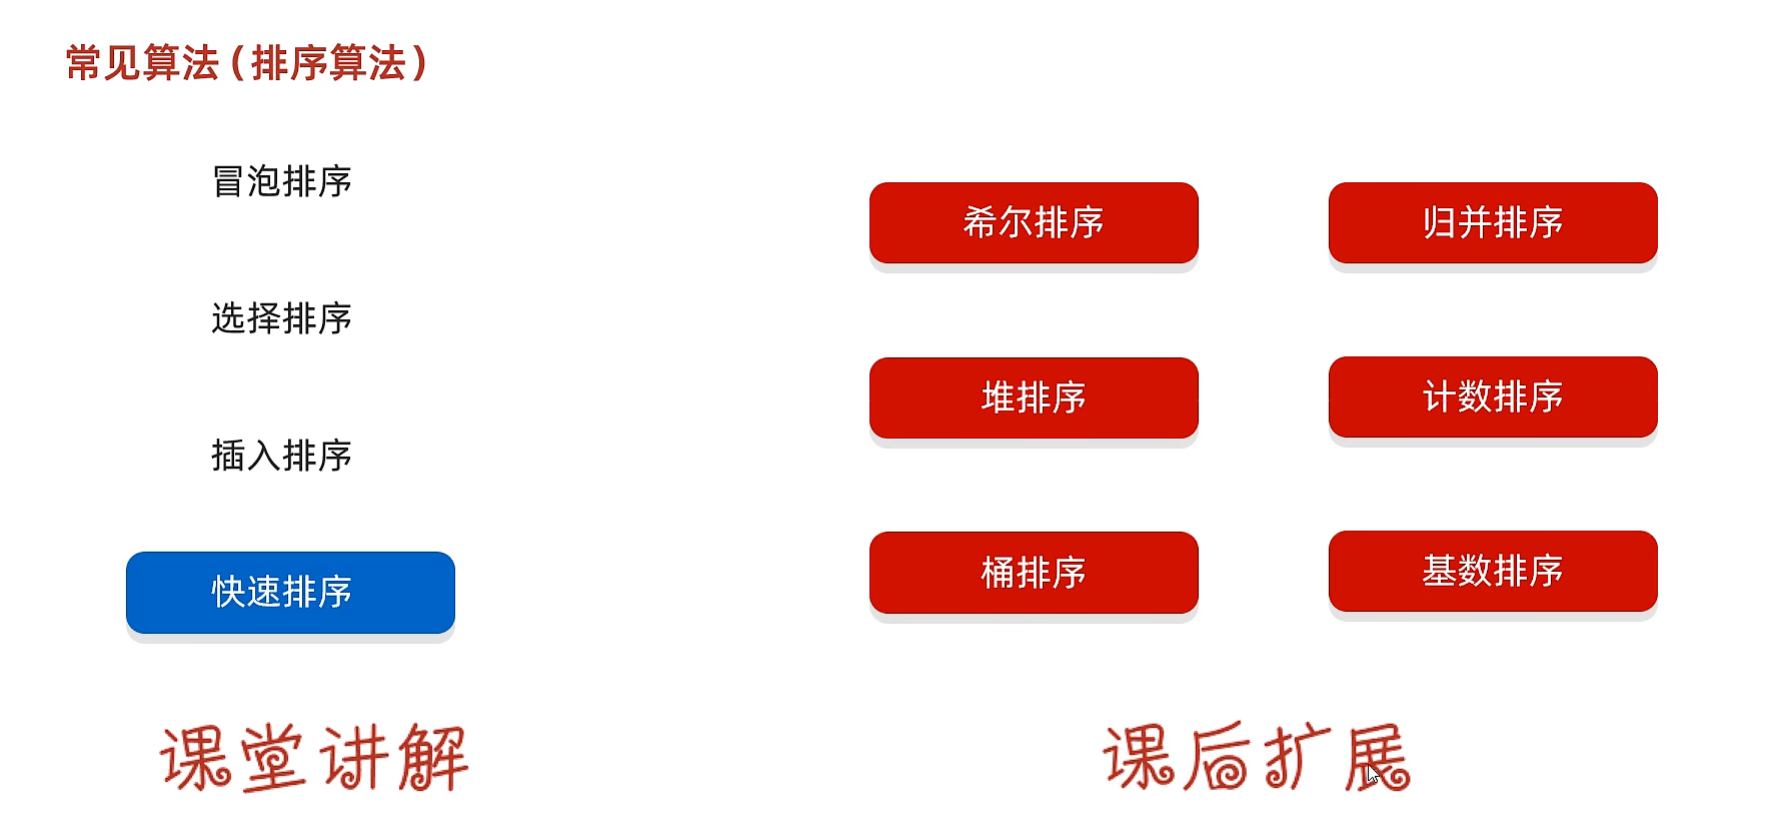 常见算法(排序算法)
冒泡排序
选择排序
插入排序
快速排序
课堂讲解
希尔排序
归并排序
堆排序
计数排序
桶排序
基数排序
课后扩展